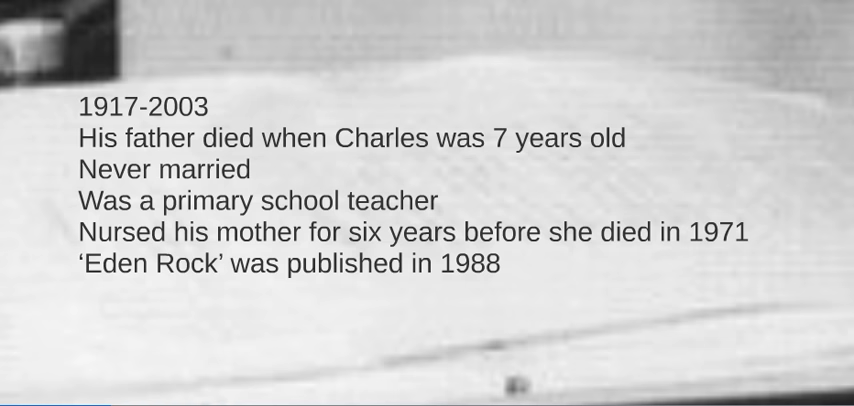 1917-2003
His father died when Charles was 7 years old
Never married
Was a primary school teacher
Nursed his mother for six years before she died in 1971
‘Eden Rock’ was published in 1988